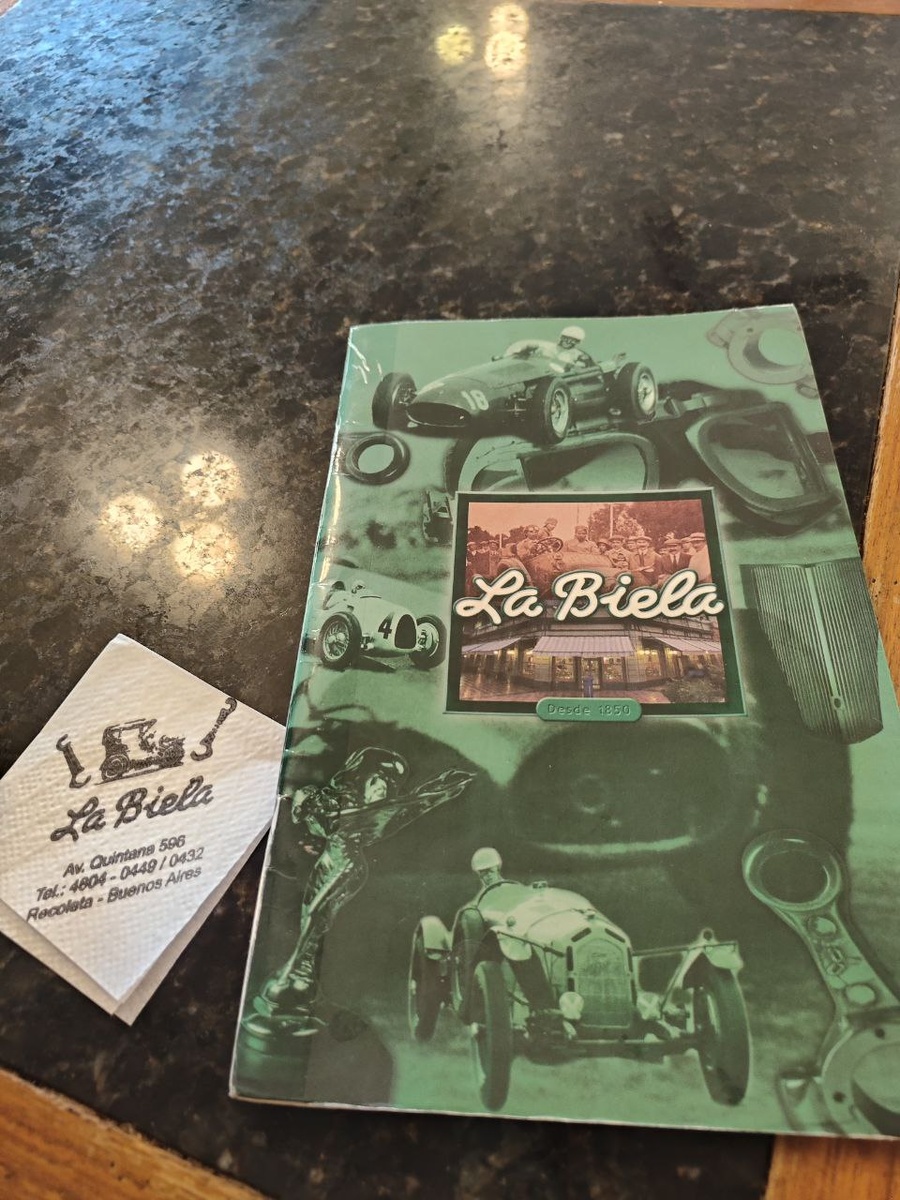 18
4
La Biela
Desde 1850
La Biela
Av. Quintana 596
Tel.: 4804 - 0449 / 0432
Recoleta - Buenos Aires